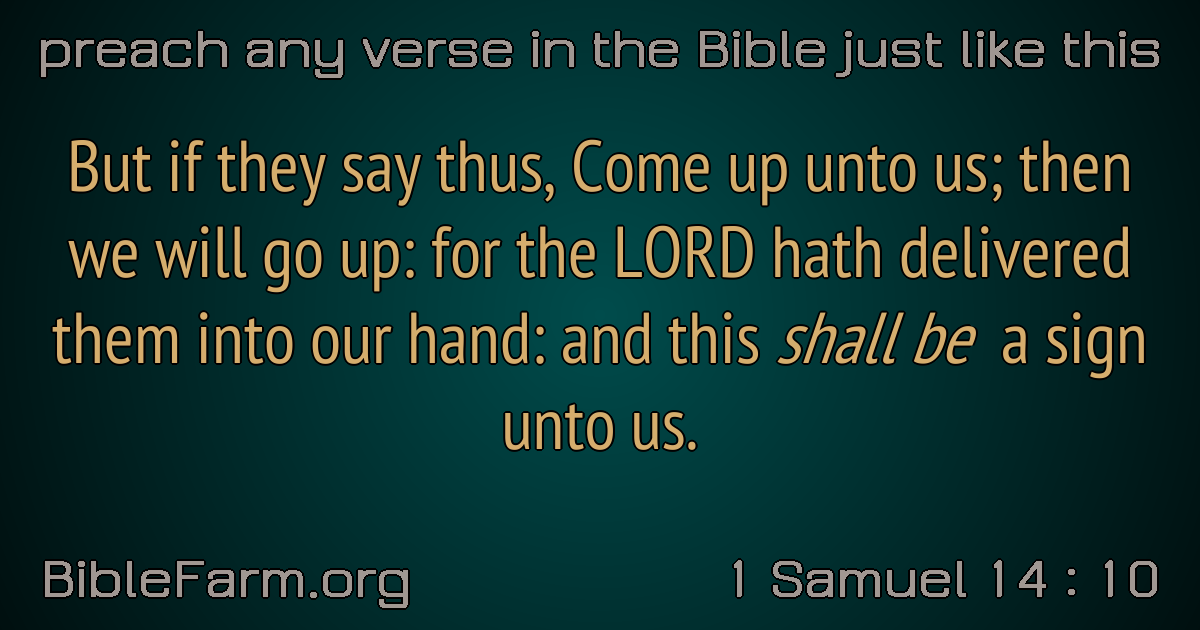 preach any verse in the Bible just like this
But if they say thus, Come up unto us; then
we will go up: for the LORD hath delivered
them into our hand: and this shall be a sign
unto us.
BibleFarm.org
1 Samuel 14 : 10